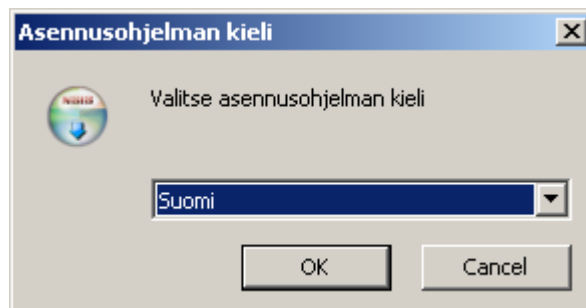 Asennusohjelman kieli
Valitse asennusohjelman kieli
Suomi
OK
Cancel